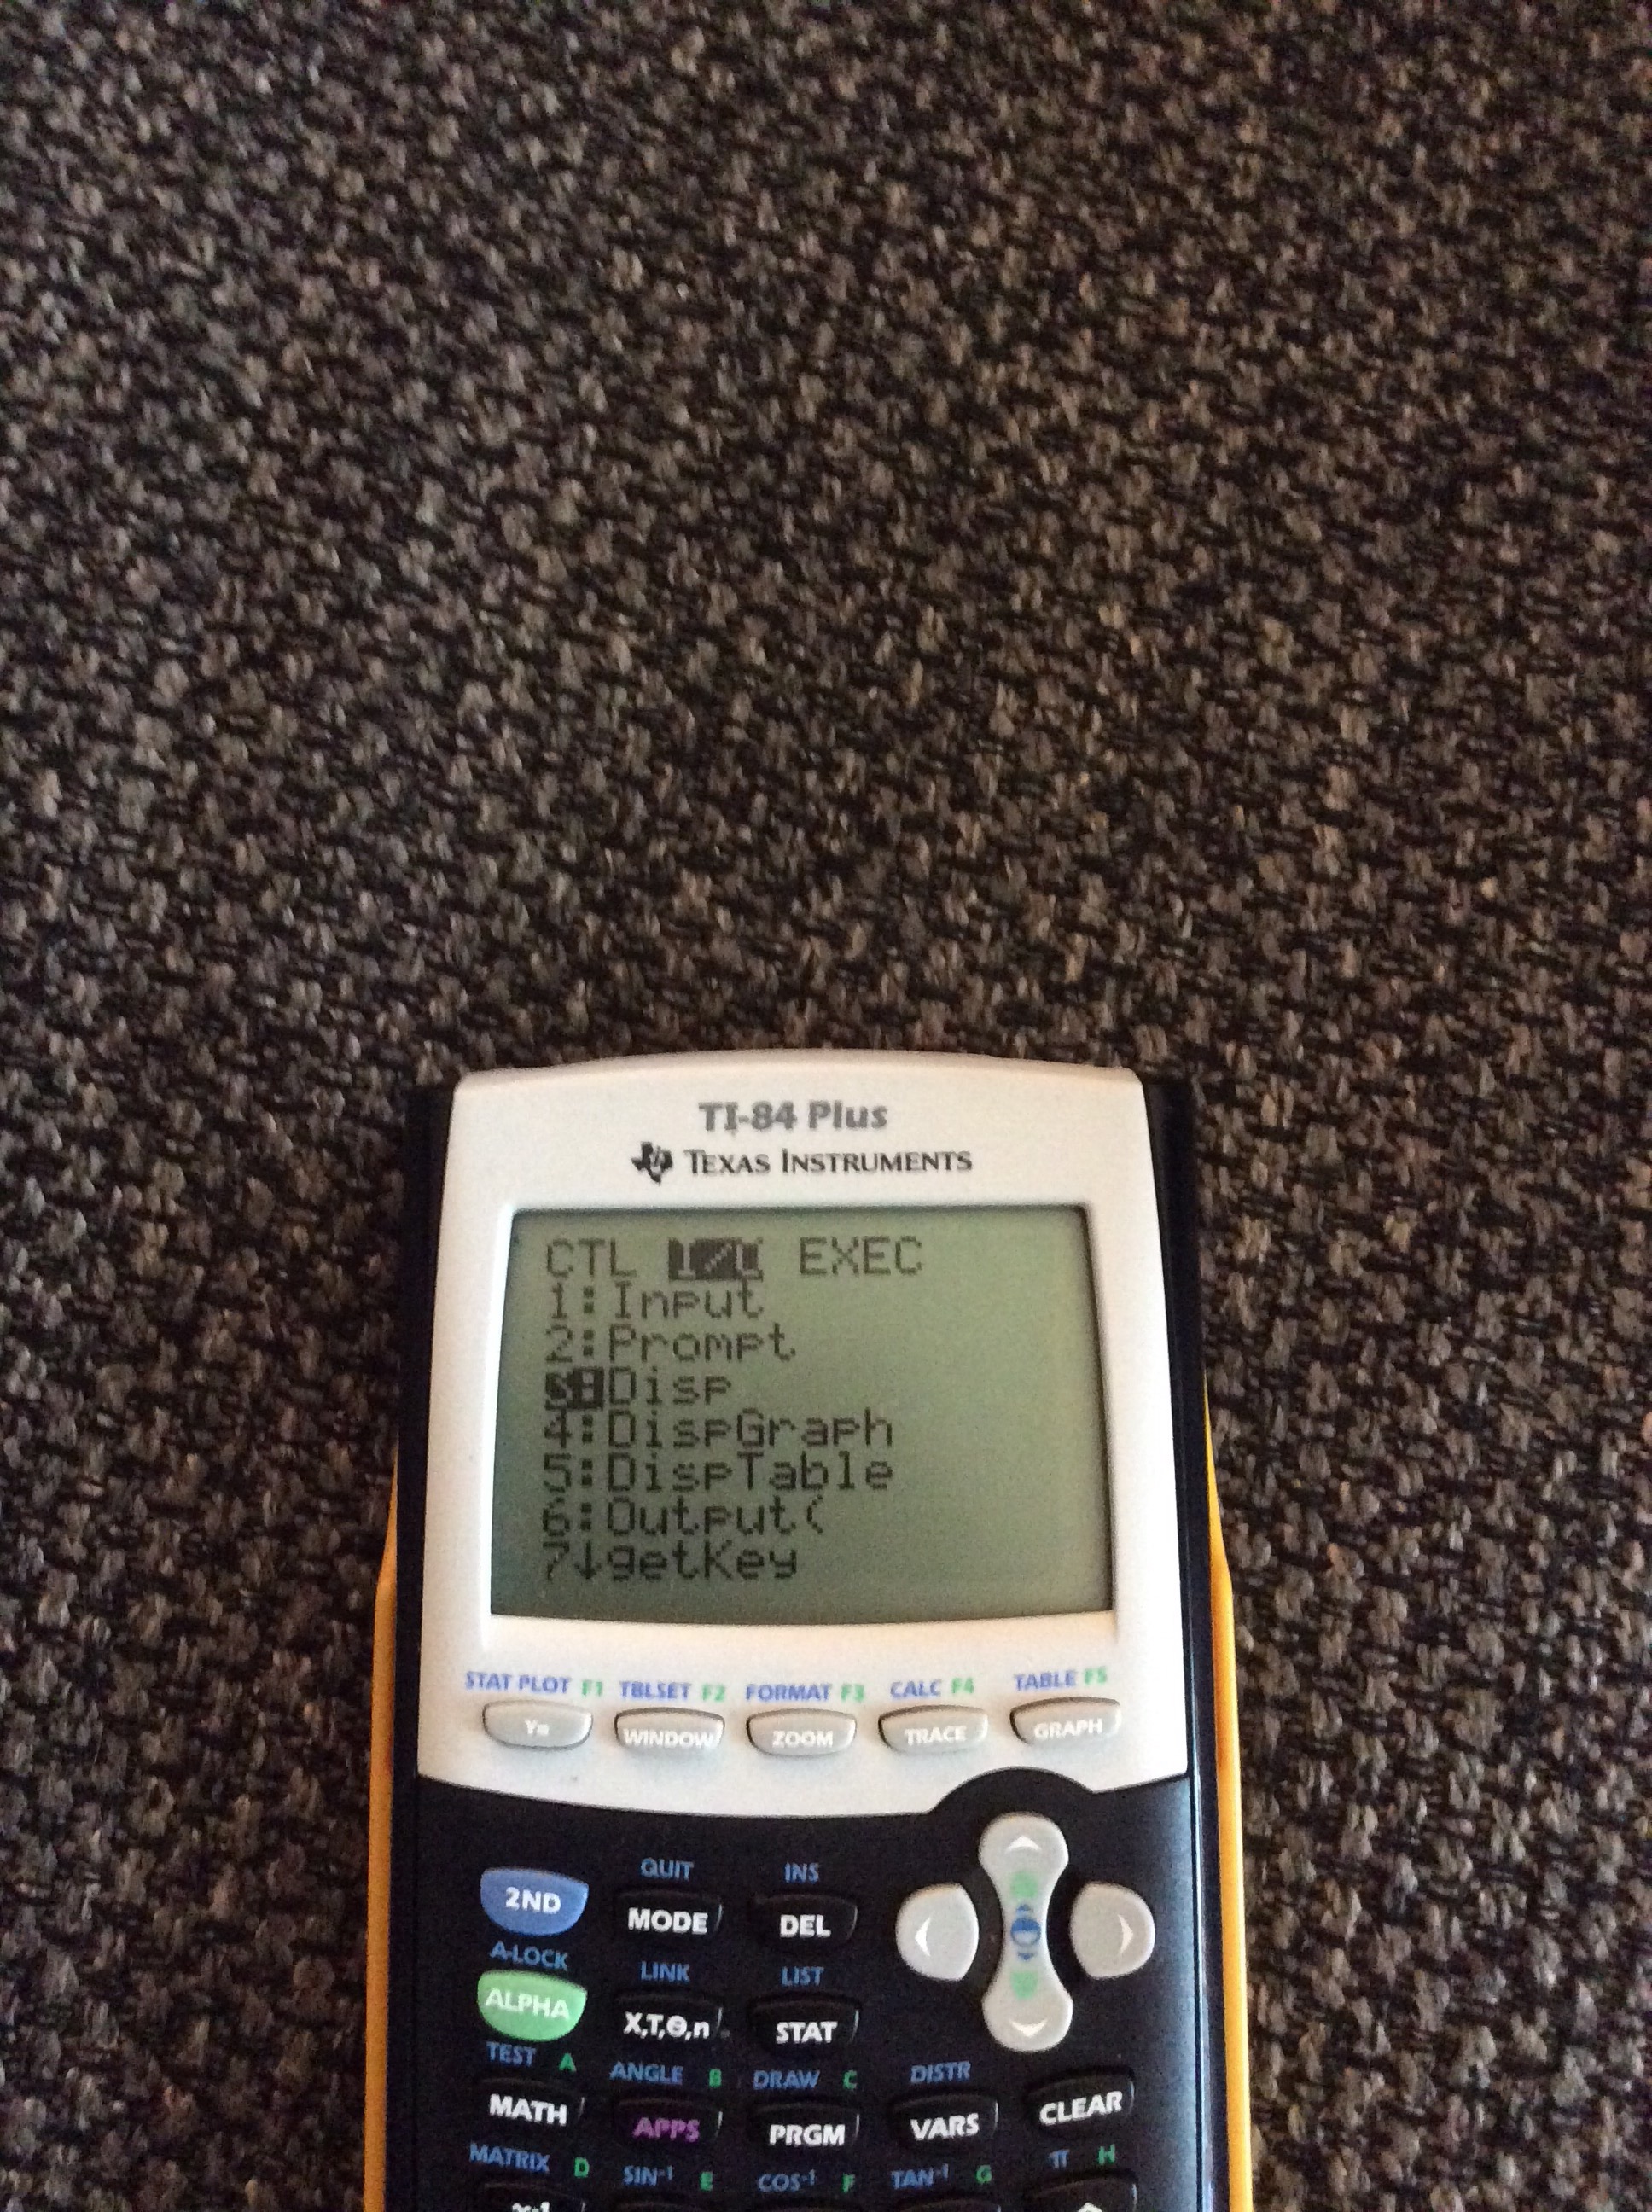 TI-84 Plus
TEXAS INSTRUMENTS
CTL I/O EXEC
1:Input
2:Prompt
3:Disp
4:DispGraph
5:DispTable
6:Output(
7↓getKey
STAT PLOT F1 TBLSET F2 FORMAT F3 CALC F4 TABLE F5
Y= WINDOW ZOOM TRACE GRAPH
QUIT INS
2ND MODE DEL
A-LOCK LINK LIST
ALPHA X,T,Θ,n STAT
TEST A ANGLE B DRAW C DISTR
MATH APPS PRGM VARS CLEAR
MATRIX D SIN⁻¹ E COS⁻¹ F TAN⁻¹ G π H